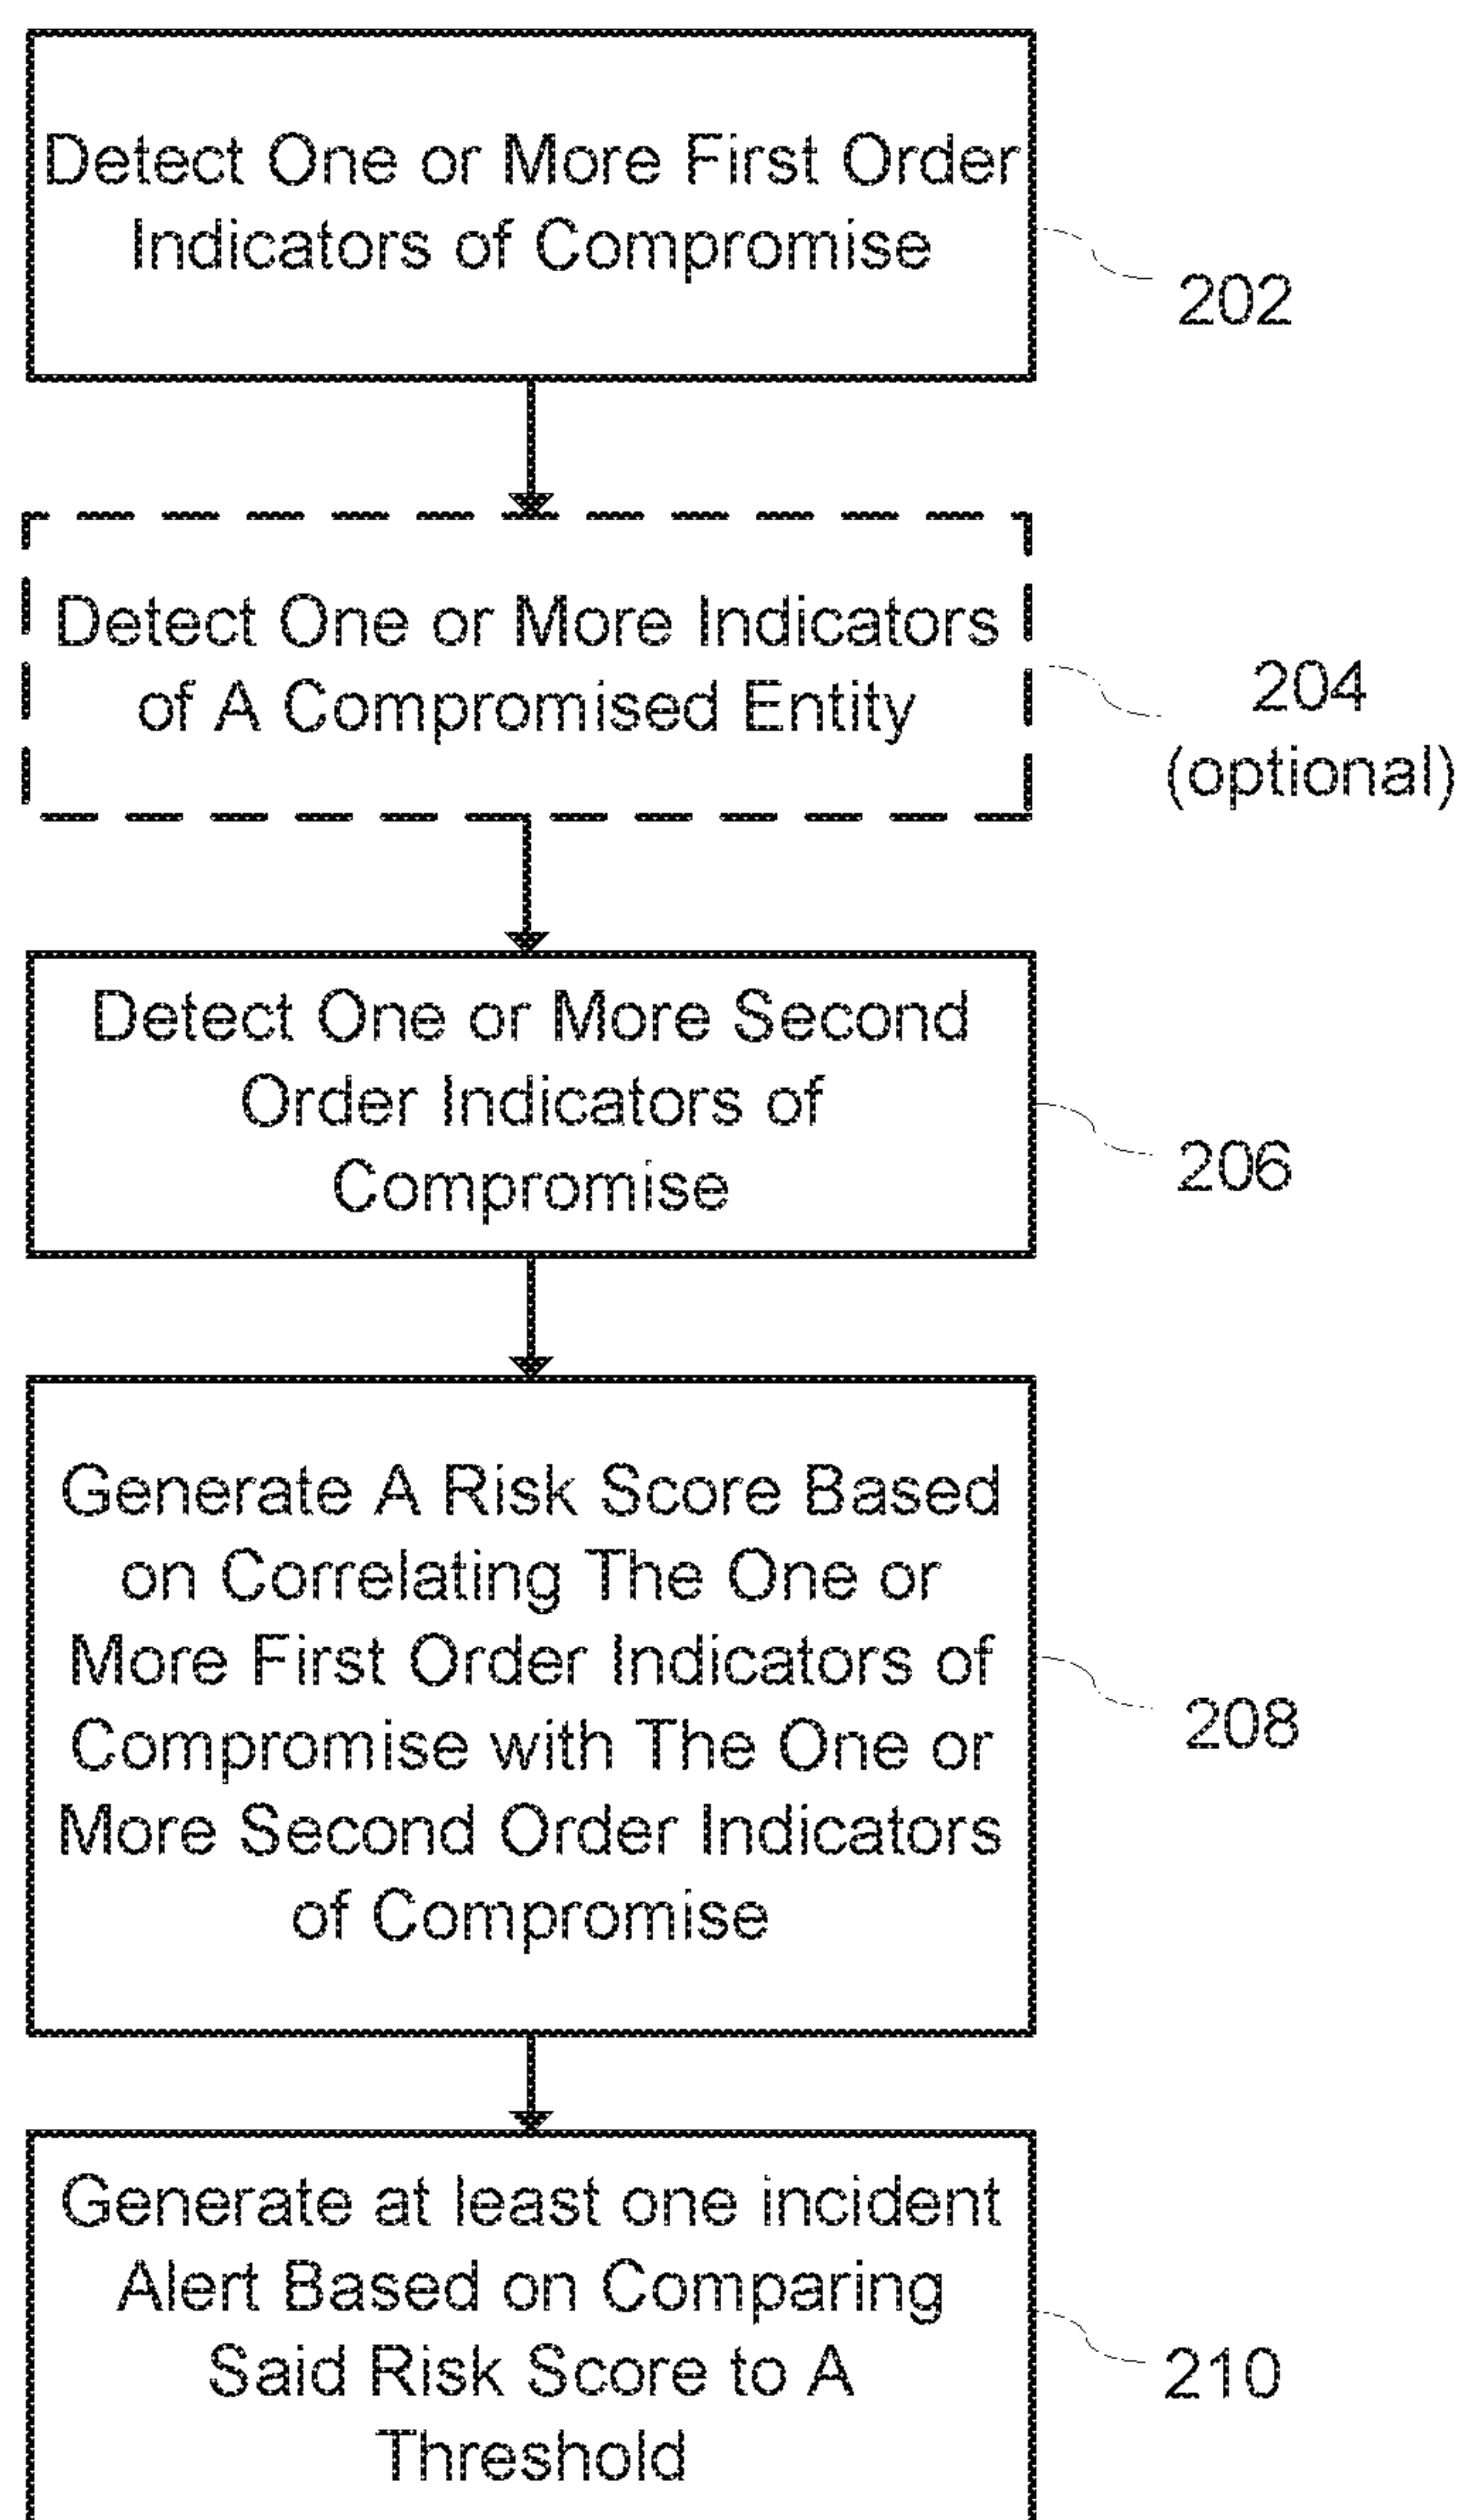 Detect One or More First Order
Indicators of Compromise
202
Detect One or More Indicators
of A Compromised Entity
204
(optional)
Detect One or More Second
Order Indicators of
Compromise
206
Generate A Risk Score Based
on Correlating The One or
More First Order Indicators of
Compromise with The One or
More Second Order Indicators
of Compromise
208
Generate at least one incident
Alert Based on Comparing
Said Risk Score to A
Threshold
210